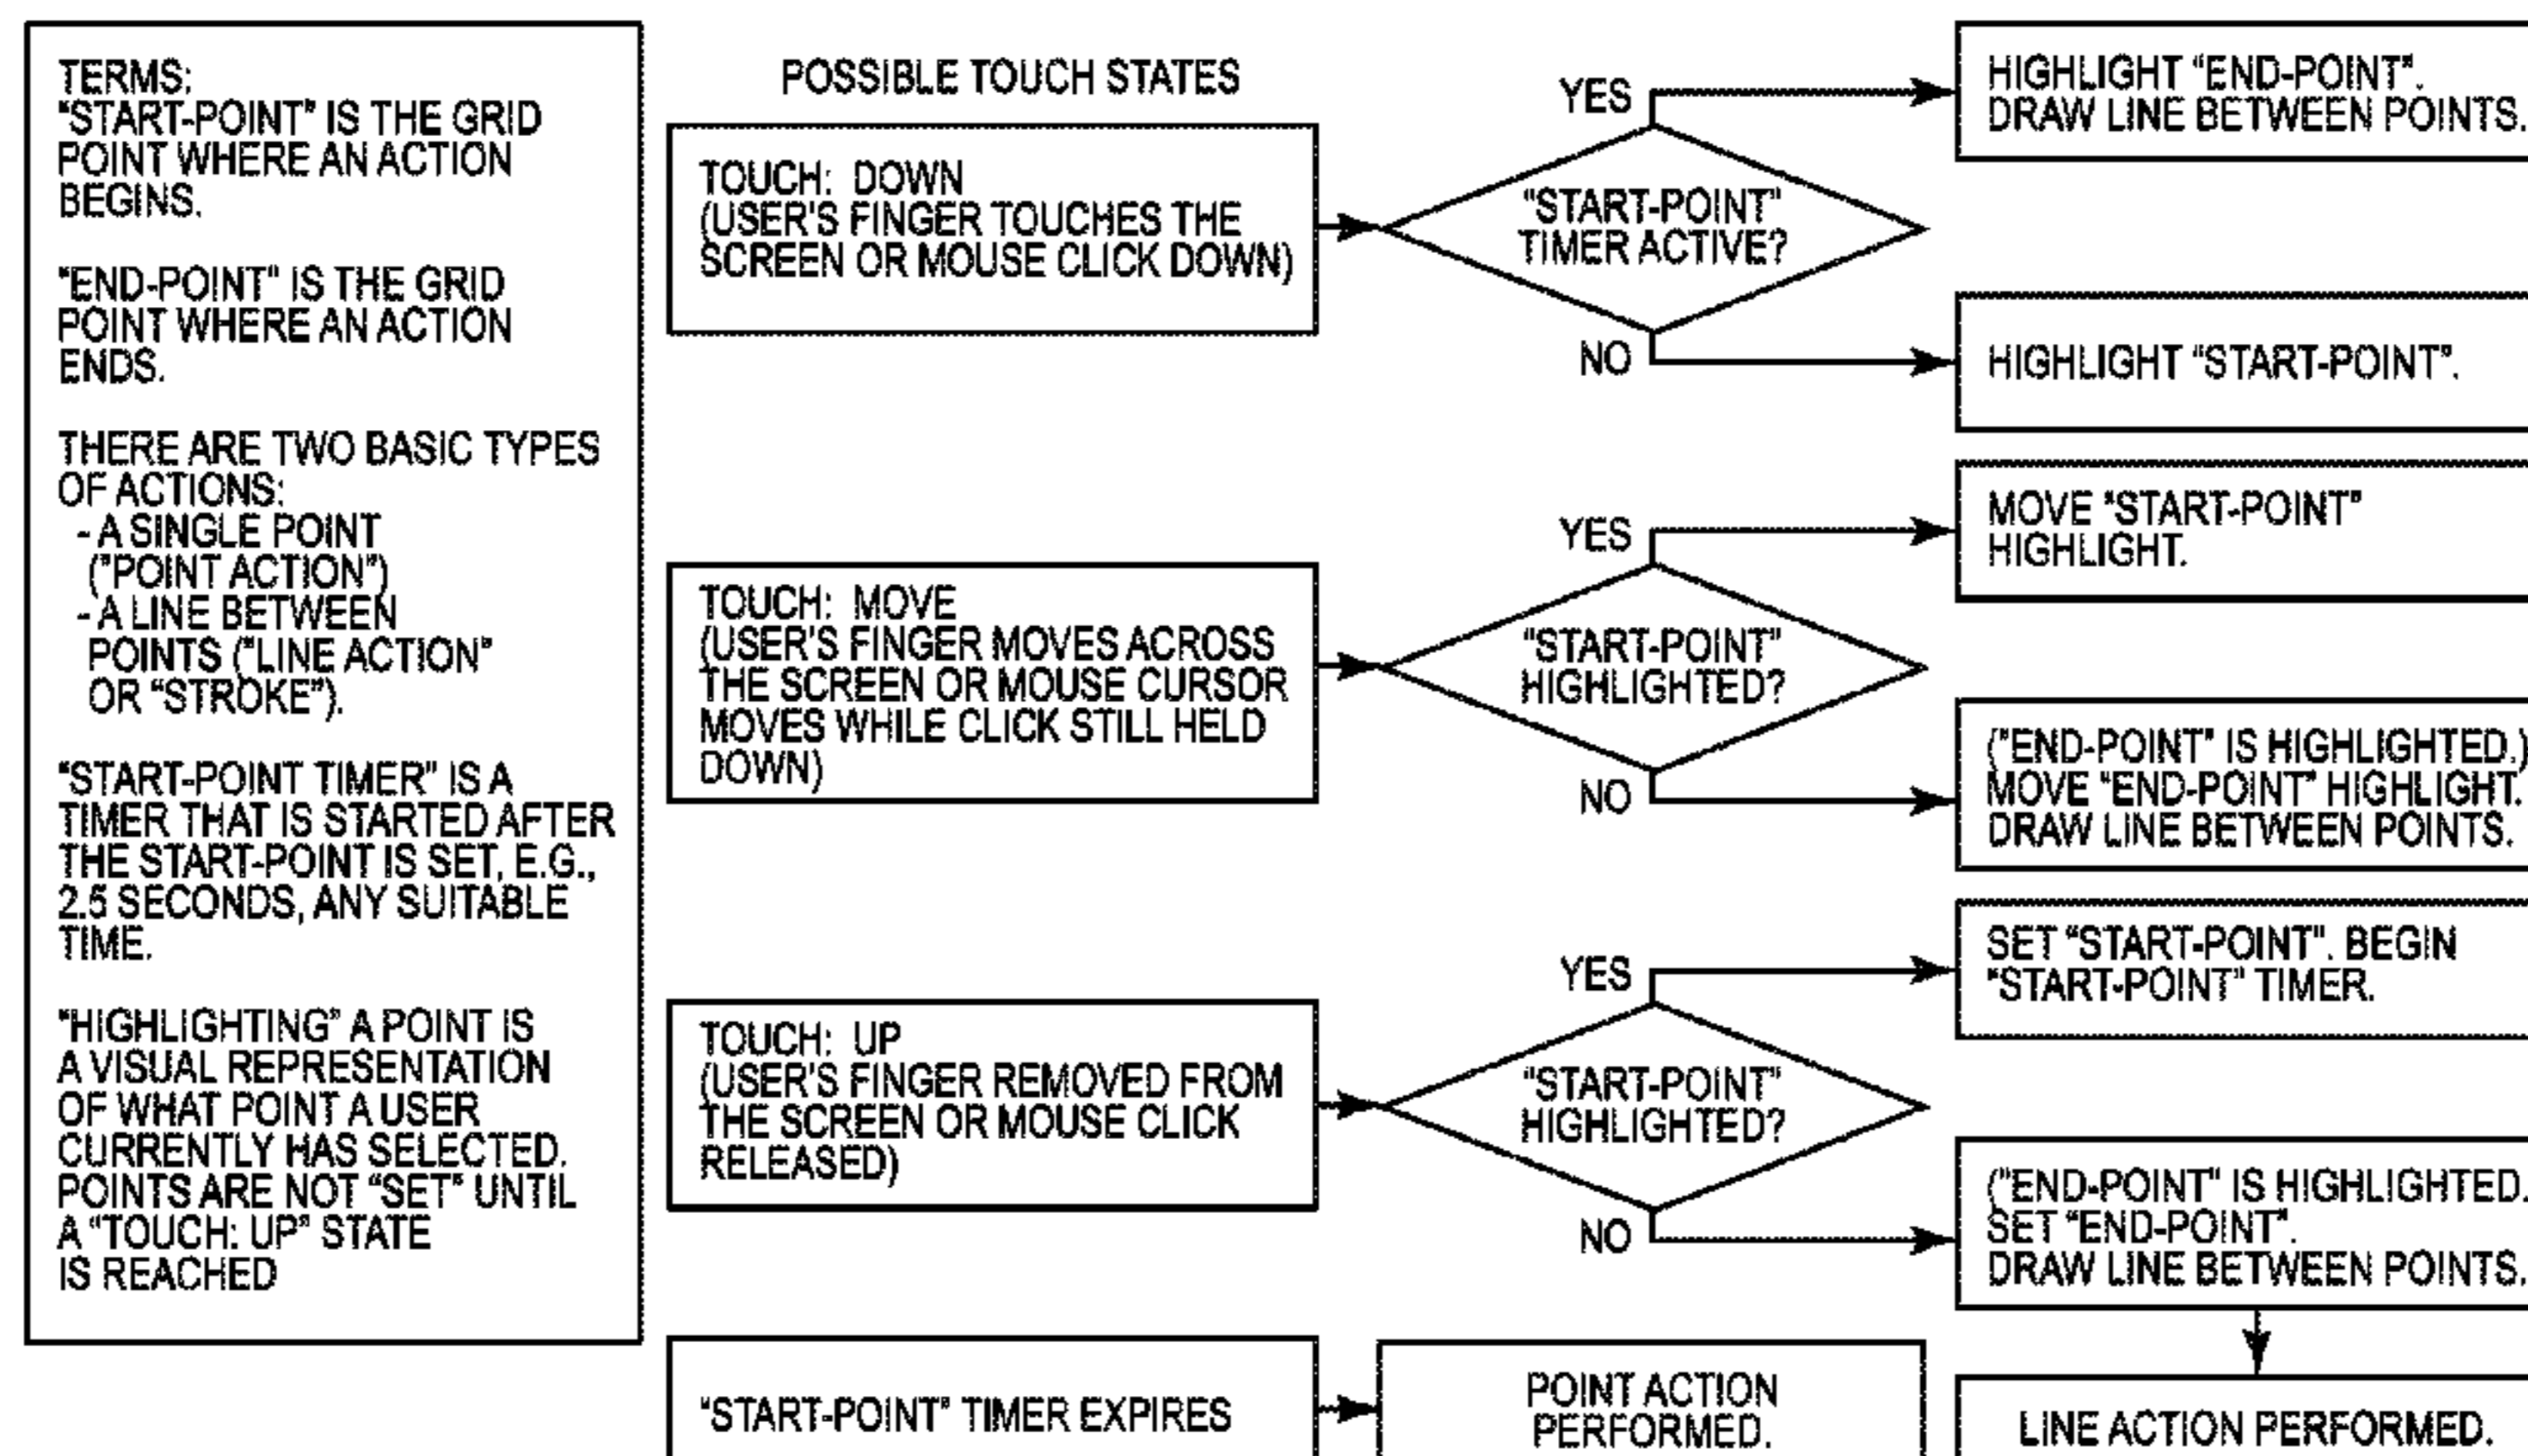 TERMS:
"START-POINT" IS THE GRID
POINT WHERE AN ACTION
BEGINS.
"END-POINT" IS THE GRID
POINT WHERE AN ACTION
ENDS.
THERE ARE TWO BASIC TYPES
OF ACTIONS:
- A SINGLE POINT
("POINT ACTION")
- A LINE BETWEEN
POINTS ("LINE ACTION"
OR "STROKE").
"START-POINT TIMER" IS A
TIMER THAT IS STARTED AFTER
THE START-POINT IS SET, E.G.,
2.5 SECONDS, ANY SUITABLE
TIME.
"HIGHLIGHTING" A POINT IS
A VISUAL REPRESENTATION
OF WHAT POINT A USER
CURRENTLY HAS SELECTED.
POINTS ARE NOT "SET" UNTIL
A "TOUCH: UP" STATE
IS REACHED
POSSIBLE TOUCH STATES
TOUCH: DOWN
(USER'S FINGER TOUCHES THE
SCREEN OR MOUSE CLICK DOWN)
"START-POINT"
TIMER ACTIVE?
YES
HIGHLIGHT "END-POINT".
DRAW LINE BETWEEN POINTS.
NO
HIGHLIGHT "START-POINT".
TOUCH: MOVE
(USER'S FINGER MOVES ACROSS
THE SCREEN OR MOUSE CURSOR
MOVES WHILE CLICK STILL HELD
DOWN)
"START-POINT"
HIGHLIGHTED?
YES
MOVE "START-POINT"
HIGHLIGHT.
NO
("END-POINT" IS HIGHLIGHTED.)
MOVE "END-POINT" HIGHLIGHT.
DRAW LINE BETWEEN POINTS.
TOUCH: UP
(USER'S FINGER REMOVED FROM
THE SCREEN OR MOUSE CLICK
RELEASED)
"START-POINT"
HIGHLIGHTED?
YES
SET "START-POINT". BEGIN
"START-POINT" TIMER.
NO
("END-POINT" IS HIGHLIGHTED.
SET "END-POINT".
DRAW LINE BETWEEN POINTS.
"START-POINT" TIMER EXPIRES
POINT ACTION
PERFORMED.
LINE ACTION PERFORMED.